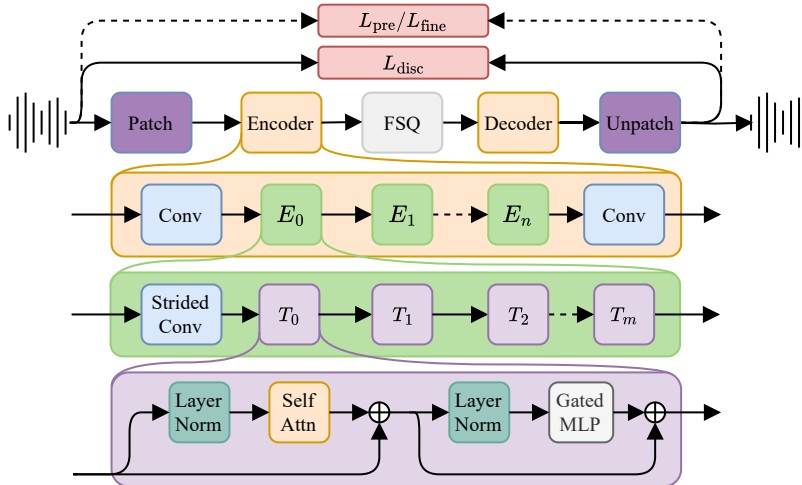 L_pre/L_fine
L_disc
Patch
Encoder
FSQ
Decoder
Unpatch
Conv
E_0
E_1
E_n
Conv
Strided
Conv
T_0
T_1
T_2
T_m
Layer
Norm
Self
Attn
Layer
Norm
Gated
MLP